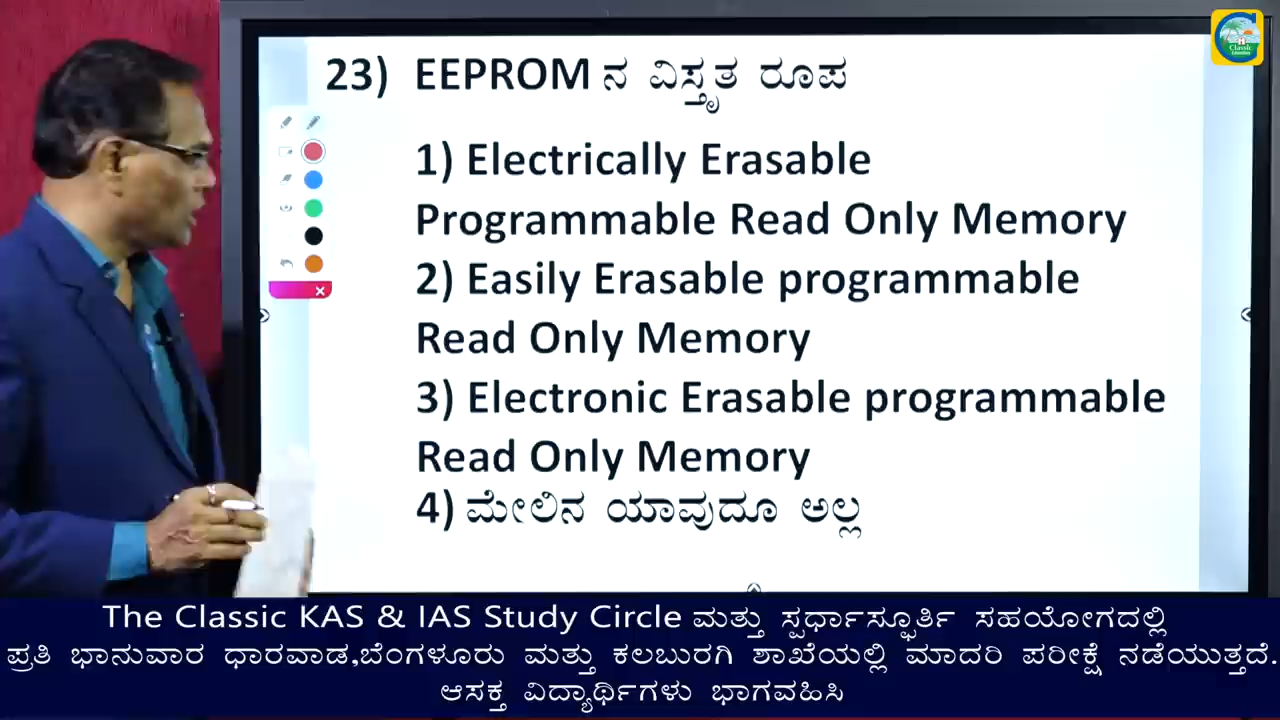 Classic
23) EEPROM ನ ವಿಸ್ತೃತ ರೂಪ
1) Electrically Erasable
Programmable Read Only Memory
2) Easily Erasable programmable
Read Only Memory
3) Electronic Erasable programmable
Read Only Memory
4) ಮೇಲಿನ ಯಾವುದೂ ಅಲ್ಲ
The Classic KAS & IAS Study Circle ಮತ್ತು ಸ್ಪರ್ಧಾಸ್ಫೂರ್ತಿ ಸಹಯೋಗದಲ್ಲಿ
ಪ್ರತಿ ಭಾನುವಾರ ಧಾರವಾಡ,ಬೆಂಗಳೂರು ಮತ್ತು ಕಲಬುರಗಿ ಶಾಖೆಯಲ್ಲಿ ಮಾದರಿ ಪರೀಕ್ಷೆ ನಡೆಯುತ್ತದೆ.
ಆಸಕ್ತ ವಿದ್ಯಾರ್ಥಿಗಳು ಭಾಗವಹಿಸಿ